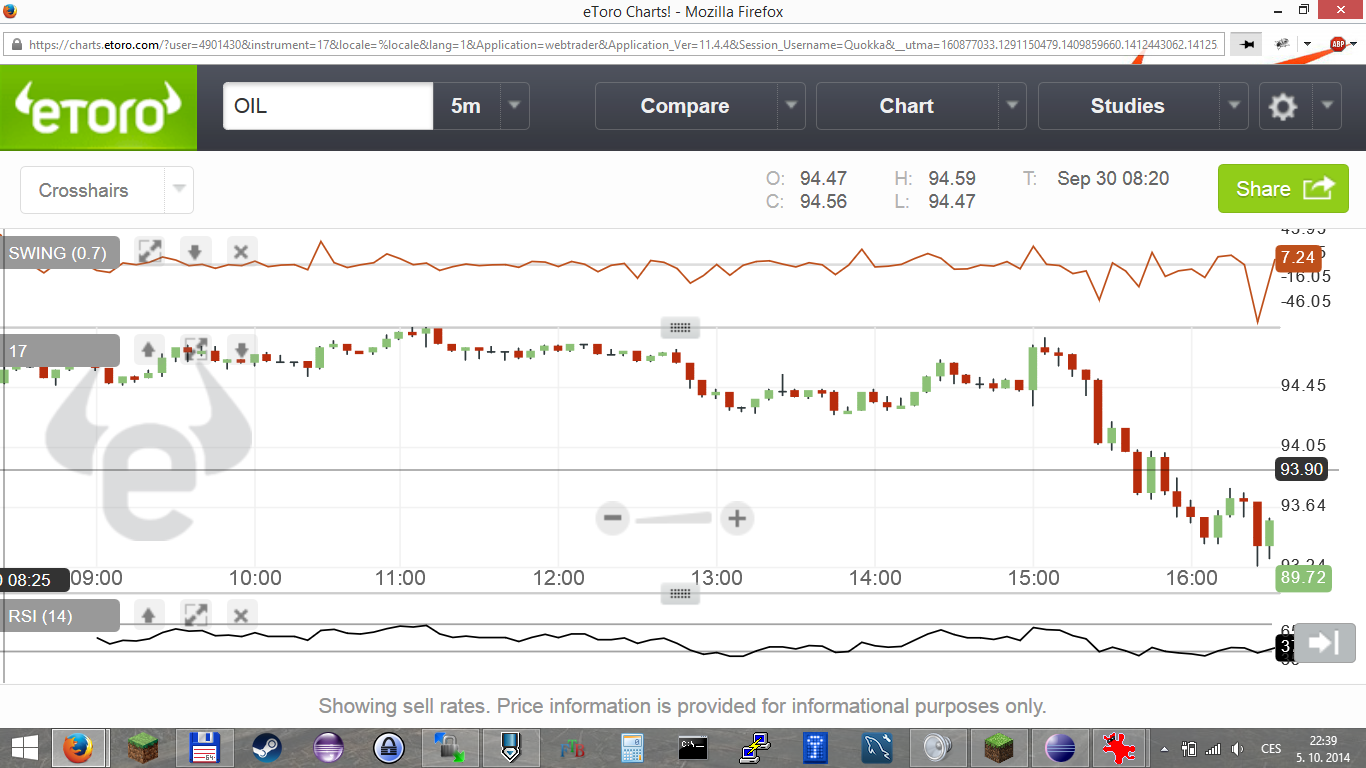 eToro Charts! - Mozilla Firefox
https://charts.etoro.com/?user=4901430&instrument=17&locale=%locale&lang=1&Application=webtrader&Application_Ver=11.4.4&Session_Username=Quokka&__utma=160877033.1291150479.1409859660.1412443062.14125
ABP
eToro
OIL 5m Compare Chart Studies
Crosshairs
O: 94.47 H: 94.59 T: Sep 30 08:20
C: 94.56 L: 94.47
Share
SWING (0.7)
7.24
-16.05
-46.05
17
94.45
94.05
93.90
93.64
08:25 09:00 10:00 11:00 12:00 13:00 14:00 15:00 16:00
89.72
RSI (14)
Showing sell rates. Price information is provided for informational purposes only.
64
C:\
CES
22:39
5. 10. 2014